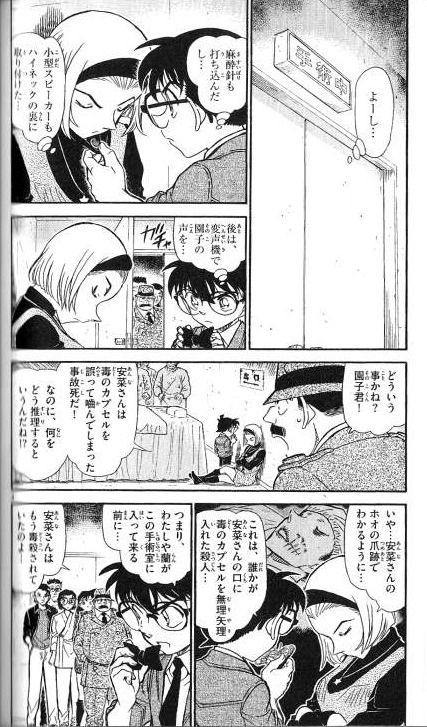 手術中
よーし…
麻酔針も
打ち込んだ
し…
小型スピーカーも
ハイネックの裏に
取り付けた!
ガチャ
後は、
変声機で
園子の
声を…
どういう
事かね?
園子君!
安菜さんは
毒のカプセルを
誤って嚙んでしまった
事故死だ!
なのに、何を
どう推理すると
いうんだね!?
いや…安菜さんの
ホオの爪跡で
わかるように…
これは、誰かが
安菜さんの口に
毒のカプセルを無理矢理
入れた殺人…
つまり、
わたしや蘭が
この手術室に
入って来る
前に…
安菜さんは
もう毒殺されて
いたのよ